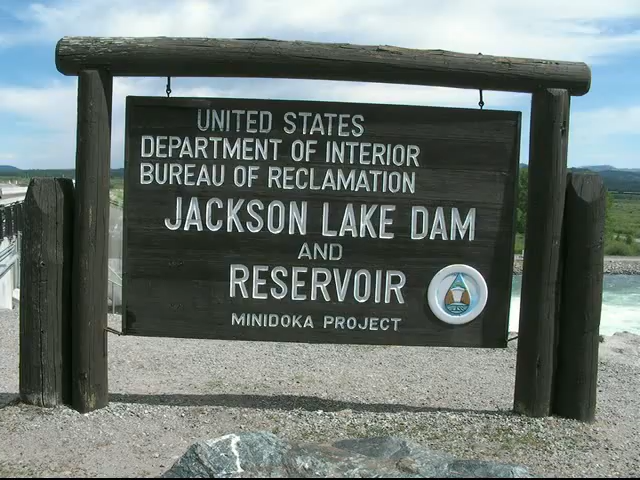 UNITED STATES
DEPARTMENT OF INTERIOR
BUREAU OF RECLAMATION
JACKSON LAKE DAM
AND
RESERVOIR
MINIDOKA PROJECT